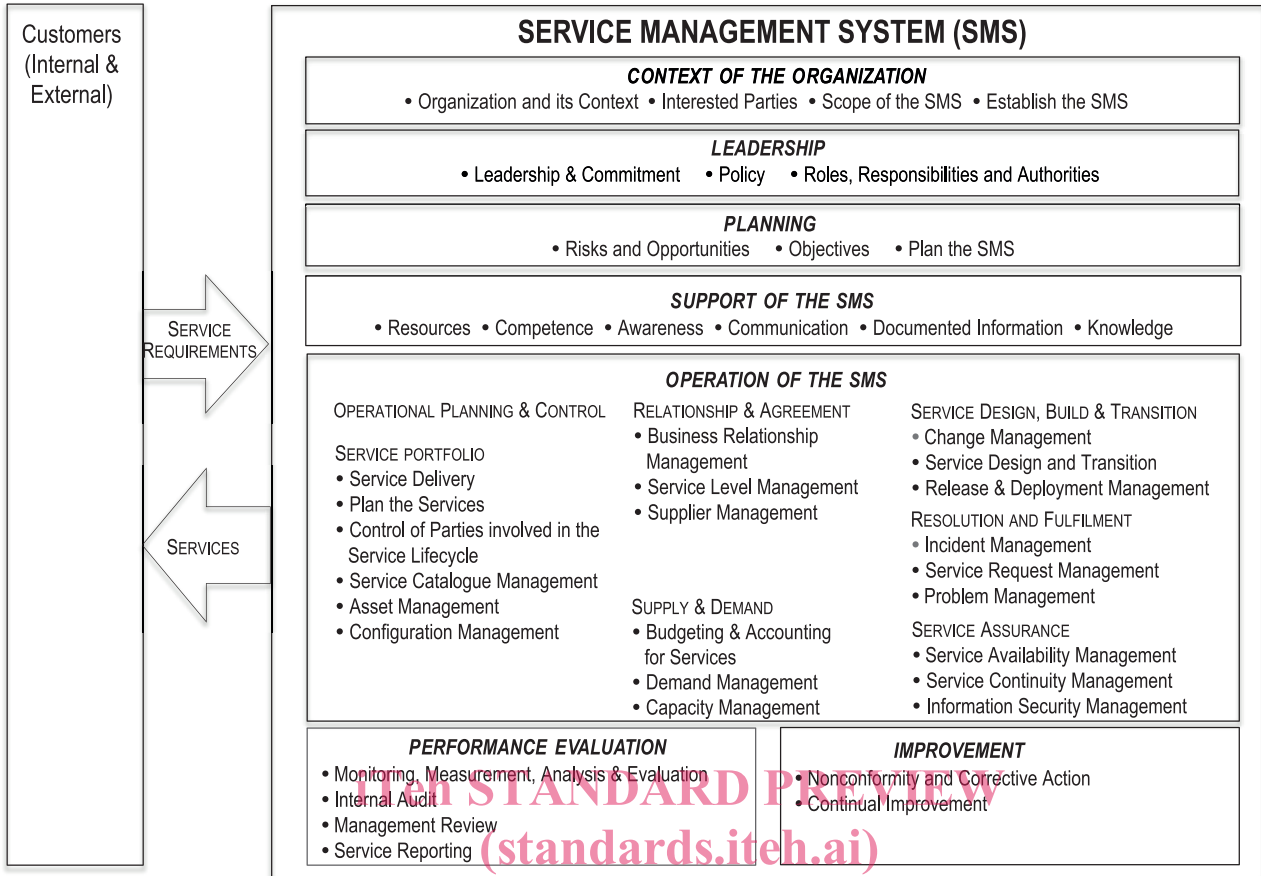 Customers
(Internal &
External)
SERVICE
REQUIREMENTS
SERVICES
SERVICE MANAGEMENT SYSTEM (SMS)
CONTEXT OF THE ORGANIZATION
• Organization and its Context • Interested Parties • Scope of the SMS • Establish the SMS
LEADERSHIP
• Leadership & Commitment • Policy • Roles, Responsibilities and Authorities
PLANNING
• Risks and Opportunities • Objectives • Plan the SMS
SUPPORT OF THE SMS
• Resources • Competence • Awareness • Communication • Documented Information • Knowledge
OPERATION OF THE SMS
OPERATIONAL PLANNING & CONTROL
SERVICE PORTFOLIO
• Service Delivery
• Plan the Services
• Control of Parties involved in the
Service Lifecycle
• Service Catalogue Management
• Asset Management
• Configuration Management
RELATIONSHIP & AGREEMENT
• Business Relationship
Management
• Service Level Management
• Supplier Management
SUPPLY & DEMAND
• Budgeting & Accounting
for Services
• Demand Management
• Capacity Management
SERVICE DESIGN, BUILD & TRANSITION
• Change Management
• Service Design and Transition
• Release & Deployment Management
RESOLUTION AND FULFILMENT
• Incident Management
• Service Request Management
• Problem Management
SERVICE ASSURANCE
• Service Availability Management
• Service Continuity Management
• Information Security Management
PERFORMANCE EVALUATION
• Monitoring, Measurement, Analysis & Evaluation
• Internal Audit
• Management Review
• Service Reporting
IMPROVEMENT
• Nonconformity and Corrective Action
• Continual Improvement
iTeh STANDARD PREVIEW
(standards.iteh.ai)